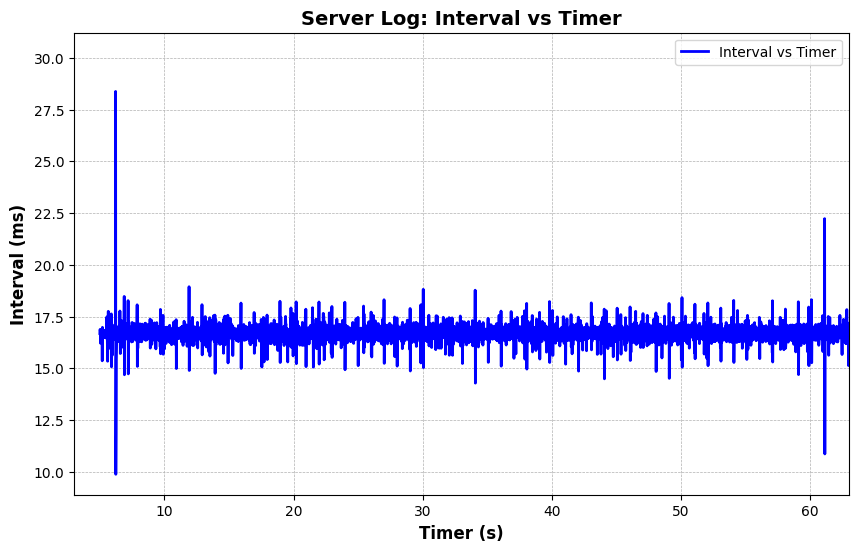 Server Log: Interval vs Timer
Interval vs Timer
30.0
27.5
25.0
22.5
20.0
17.5
15.0
12.5
10.0
Interval (ms)
10 20 30 40 50 60
Timer (s)